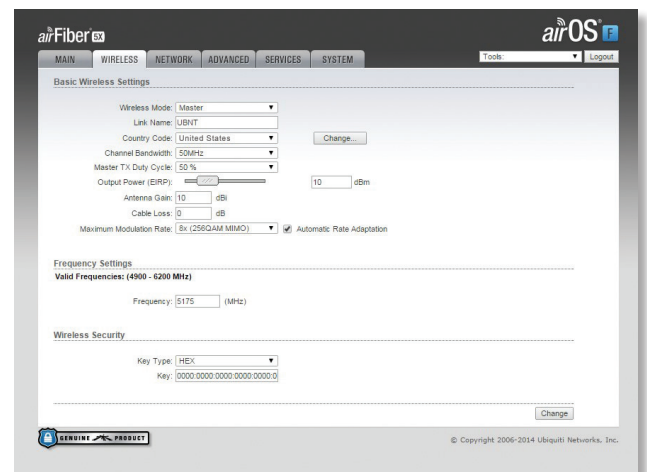 airFiber 5X
airOS F
MAIN WIRELESS NETWORK ADVANCED SERVICES SYSTEM Tools: Logout
Basic Wireless Settings
Wireless Mode: Master
Link Name: UBNT
Country Code: United States Change...
Channel Bandwidth: 50MHz
Master TX Duty Cycle: 50 %
Output Power (EIRP): 10 dBm
Antenna Gain: 10 dBi
Cable Loss: 0 dB
Maximum Modulation Rate: 8x (256QAM MIMO) Automatic Rate Adaptation
Frequency Settings
Valid Frequencies: (4900 - 6200 MHz)
Frequency: 5175 (MHz)
Wireless Security
Key Type: HEX
Key: 0000:0000:0000:0000:0000:0
Change
GENUINE PRODUCT
© Copyright 2006-2014 Ubiquiti Networks, Inc.